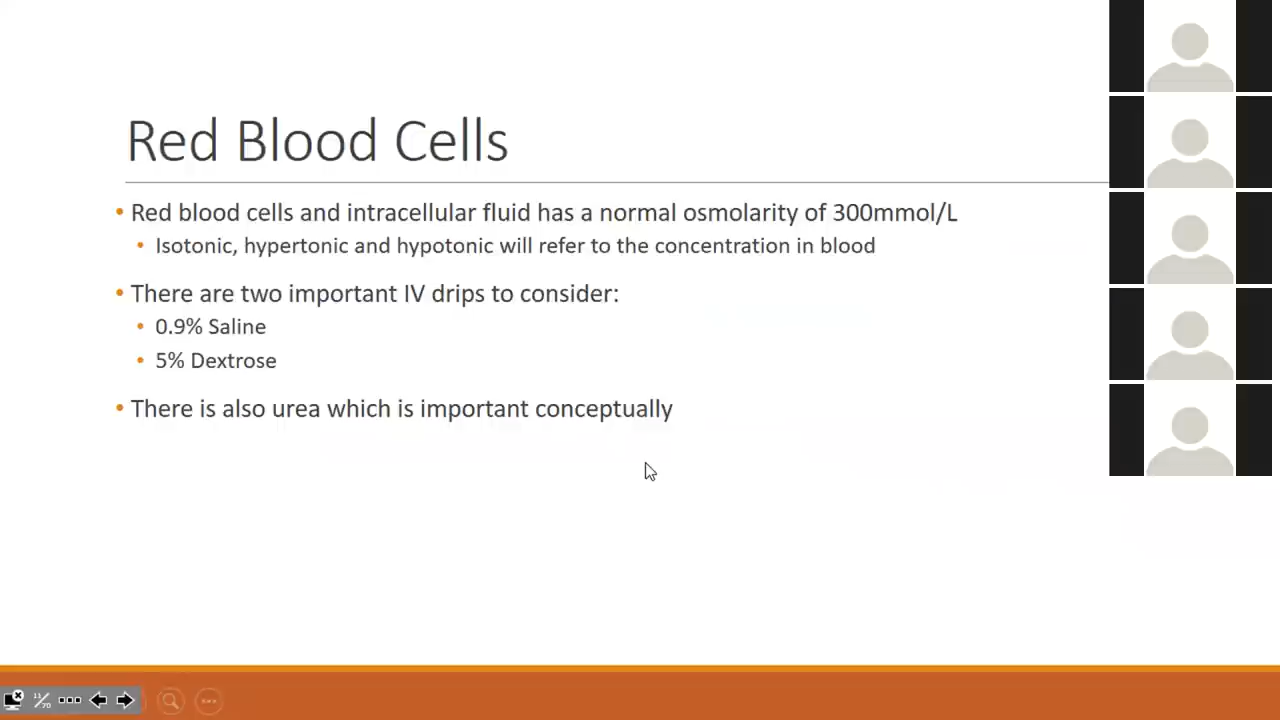 Red Blood Cells
• Red blood cells and intracellular fluid has a normal osmolarity of 300mmol/L
• Isotonic, hypertonic and hypotonic will refer to the concentration in blood
• There are two important IV drips to consider:
• 0.9% Saline
• 5% Dextrose
• There is also urea which is important conceptually
11/70